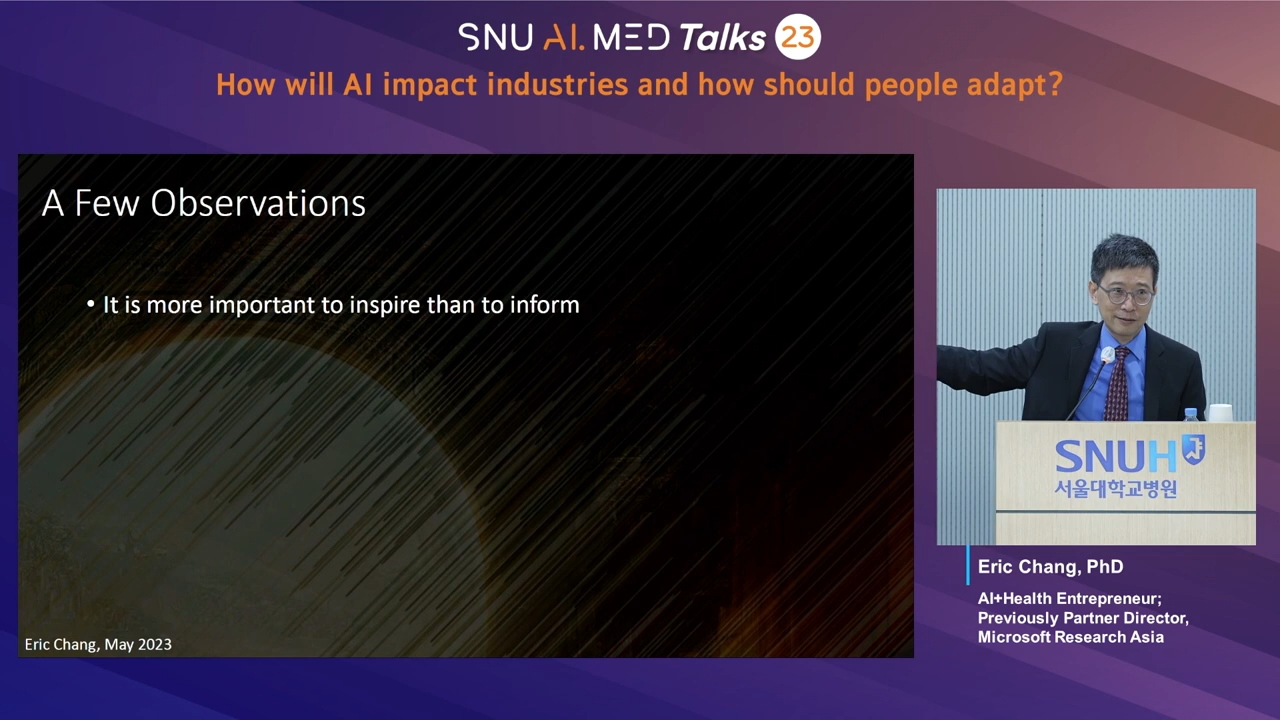 SNU AI.MED Talks 23
How will AI impact industries and how should people adapt?
A Few Observations
• It is more important to inspire than to inform
Eric Chang, May 2023
SNUH
서울대학교병원
Eric Chang, PhD
AI+Health Entrepreneur;
Previously Partner Director,
Microsoft Research Asia